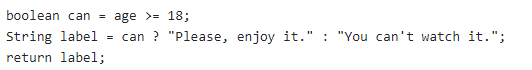 boolean can = age >= 18;
String label = can ? "Please, enjoy it." : "You can't watch it.";
return label;